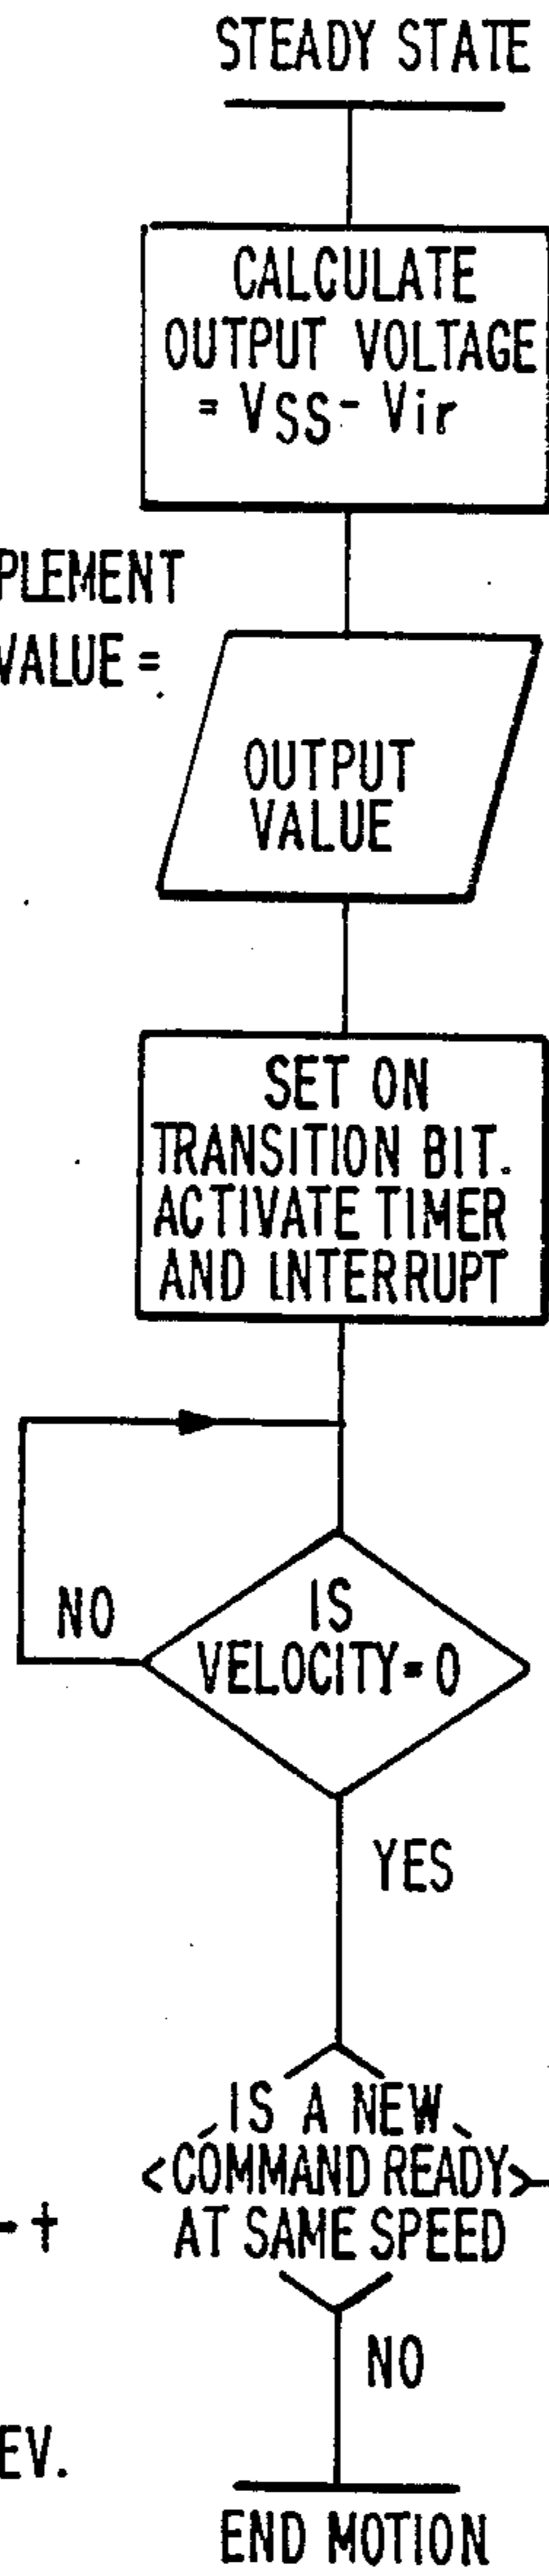 STEADY STATE
CALCULATE
OUTPUT VOLTAGE
= VSS - Vir
PLEMENT
VALUE =
OUTPUT
VALUE
SET ON
TRANSITION BIT.
ACTIVATE TIMER
AND INTERRUPT
NO
IS
VELOCITY = 0
YES
IS A NEW
COMMAND READY
AT SAME SPEED
- +
NO
EV.
END MOTION